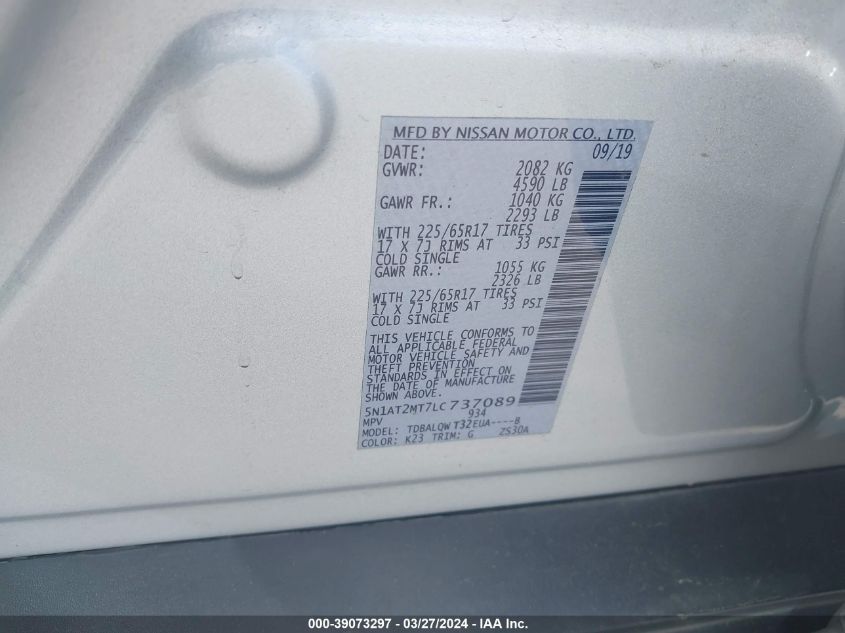 MFD BY NISSAN MOTOR CO., LTD.
DATE: 09/19
GVWR: 2082 KG
4590 LB
GAWR FR.: 1040 KG
2293 LB
WITH 225/65R17 TIRES
17 X 7J RIMS AT 33 PSI
COLD SINGLE
GAWR RR.: 1055 KG
2326 LB
WITH 225/65R17 TIRES
17 X 7J RIMS AT 33 PSI
COLD SINGLE
THIS VEHICLE CONFORMS TO
ALL APPLICABLE FEDERAL
MOTOR VEHICLE SAFETY AND
THEFT PREVENTION
STANDARDS IN EFFECT ON
THE DATE OF MANUFACTURE
SHOWN ABOVE.
5N1AT2MT7LC737089
MPV 934
MODEL: TDBALQWT32EUA----B
COLOR: K23 TRIM: G ZS30A
000-39073297 - 03/27/2024 - IAA Inc.